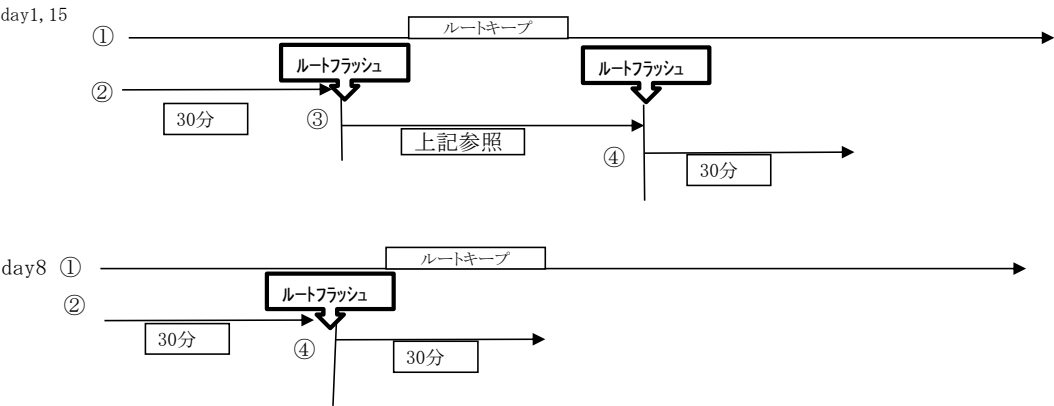 day1,15
① ルートキープ
ルートフラッシュ ルートフラッシュ
②
30分 ③
上記参照
④ 30分
day8 ① ルートキープ
② ルートフラッシュ
30分 ④ 30分